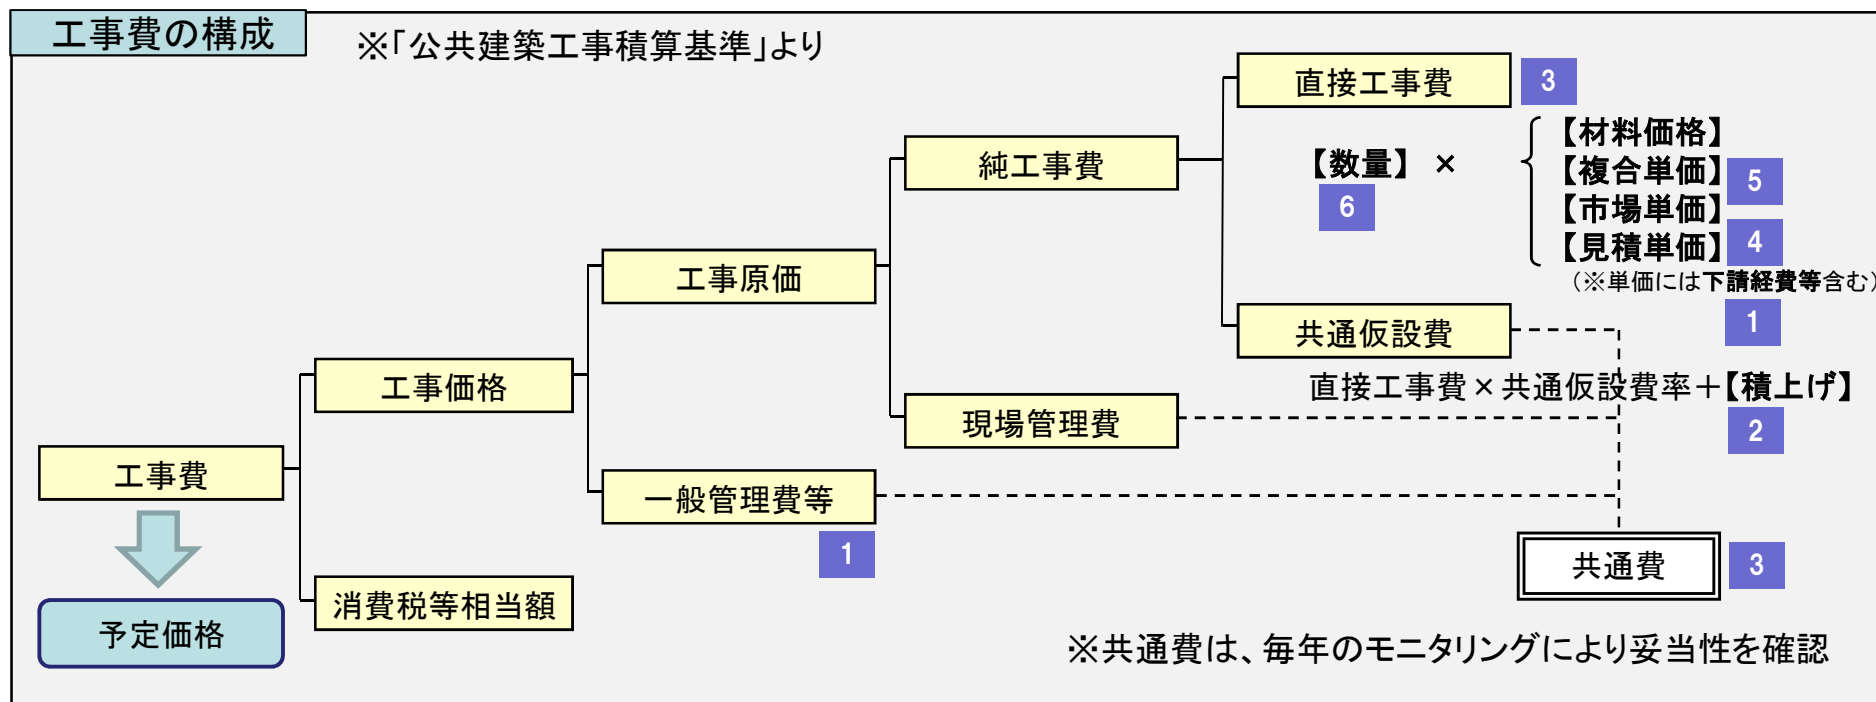 工事費の構成
※「公共建築工事積算基準」より
直接工事費
3
【材料価格】
純工事費
【数量】 ×
【複合単価】
5
6
【市場単価】
【見積単価】
4
工事原価
（※単価には下請経費等含む）
1
共通仮設費
工事価格
直接工事費×共通仮設費率＋【積上げ】
現場管理費
2
工事費
一般管理費等
1
共通費
3
消費税等相当額
予定価格
※共通費は、毎年のモニタリングにより妥当性を確認